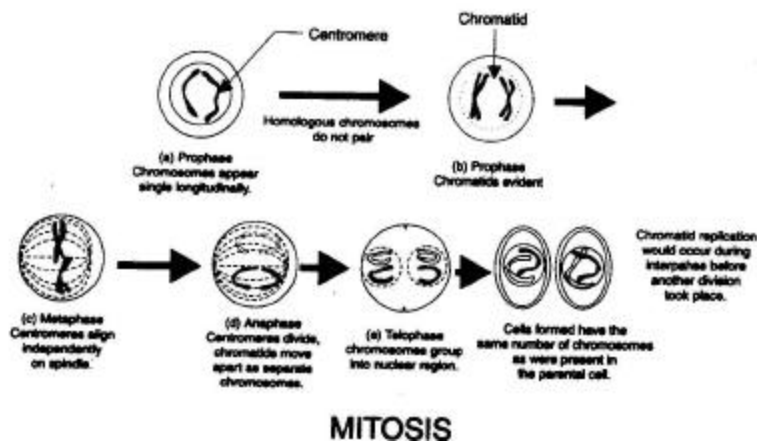 Centromere
Chromatid
Homologous chromosomes
do not pair
(a) Prophase
Chromosomes appear
single longitudinally.
(b) Prophase
Chromatids evident
(c) Metaphase
Centromeres align
independently
on spindle.
(d) Anaphase
Centromeres divide,
chromatids move
apart as separate
chromosomes.
(e) Telophase
chromosomes group
into nuclear region.
Cells formed have the
same number of chromosomes
as were present in
the parental cell.
Chromatid replication
would occur during
interpahes before
another division
took place.
MITOSIS